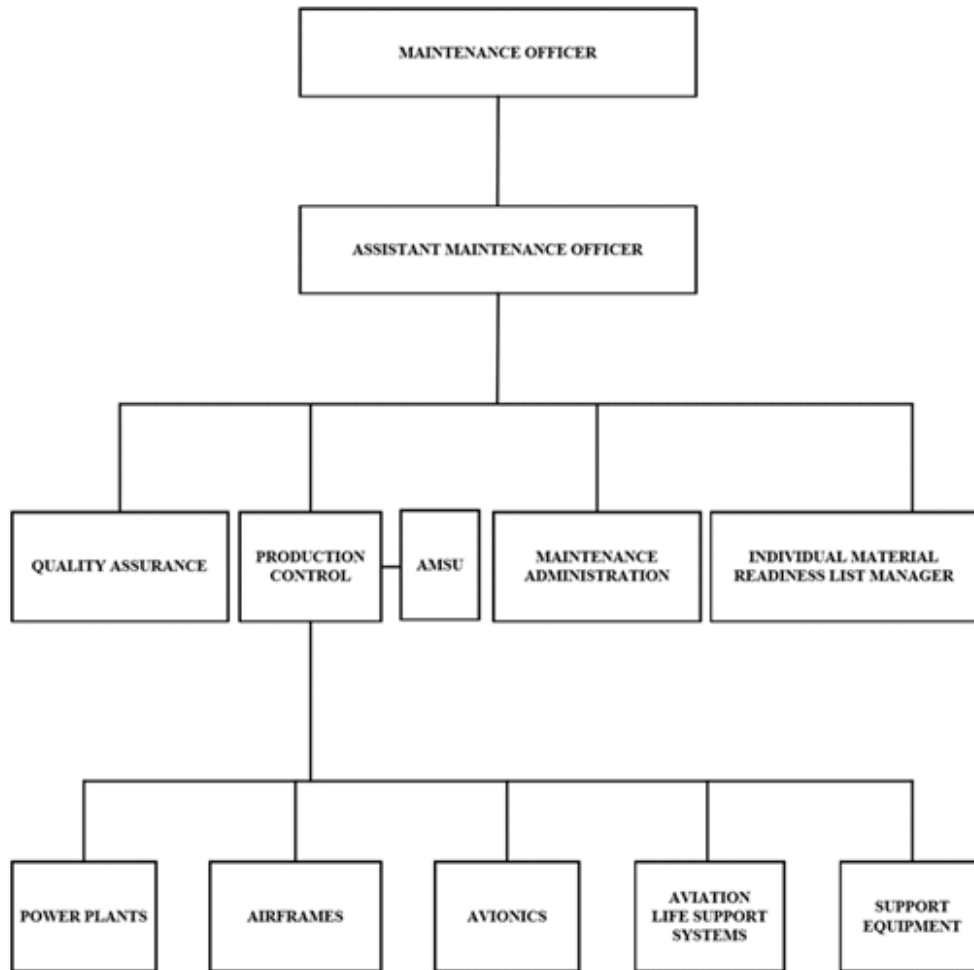 MAINTENANCE OFFICER
ASSISTANT MAINTENANCE OFFICER
QUALITY ASSURANCE
PRODUCTION
CONTROL
AMSU
MAINTENANCE
ADMINISTRATION
INDIVIDUAL MATERIAL
READINESS LIST MANAGER
POWER PLANTS
AIRFRAMES
AVIONICS
AVIATION
LIFE SUPPORT
SYSTEMS
SUPPORT
EQUIPMENT